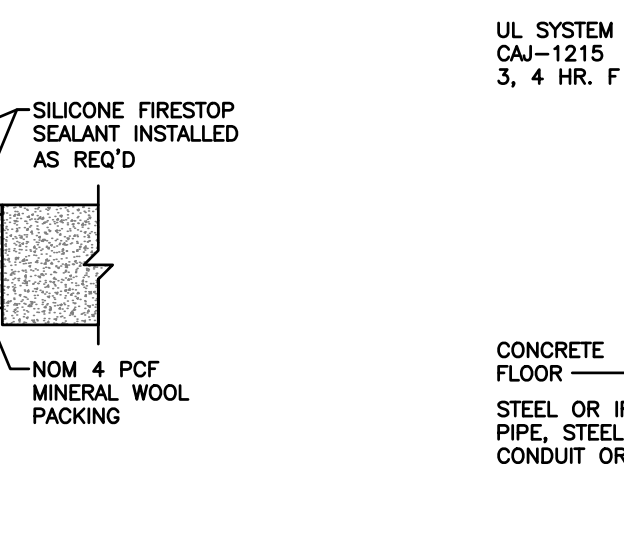 UL SYSTEM
CAJ-1215
3, 4 HR. F
SILICONE FIRESTOP
SEALANT INSTALLED
AS REQ'D
NOM 4 PCF
MINERAL WOOL
PACKING
CONCRETE
FLOOR
STEEL OR
PIPE, STEEL
CONDUIT OR